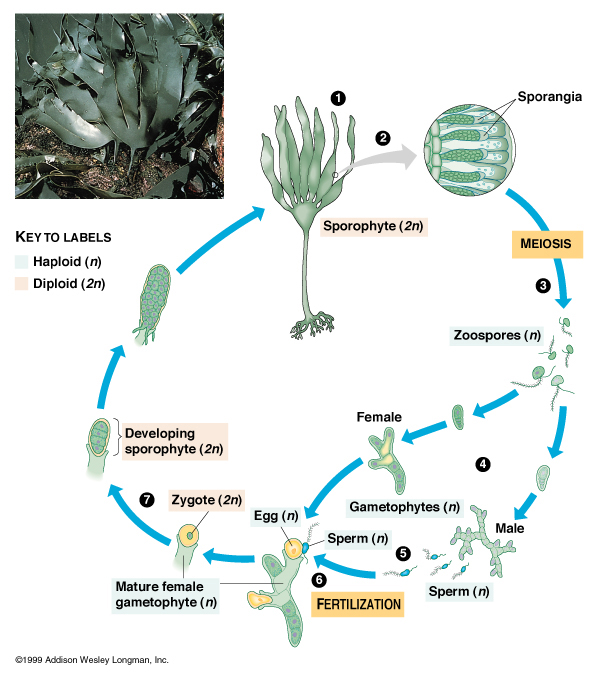 1
2
Sporangia
Sporophyte (2n)
KEY TO LABELS
Haploid (n)
Diploid (2n)
MEIOSIS
3
Zoospores (n)
Female
4
Developing
sporophyte (2n)
7
Zygote (2n)
Gametophytes (n)
Egg (n)
Male
Sperm (n)
5
6
Mature female
gametophyte (n)
FERTILIZATION
Sperm (n)
©1999 Addison Wesley Longman, Inc.